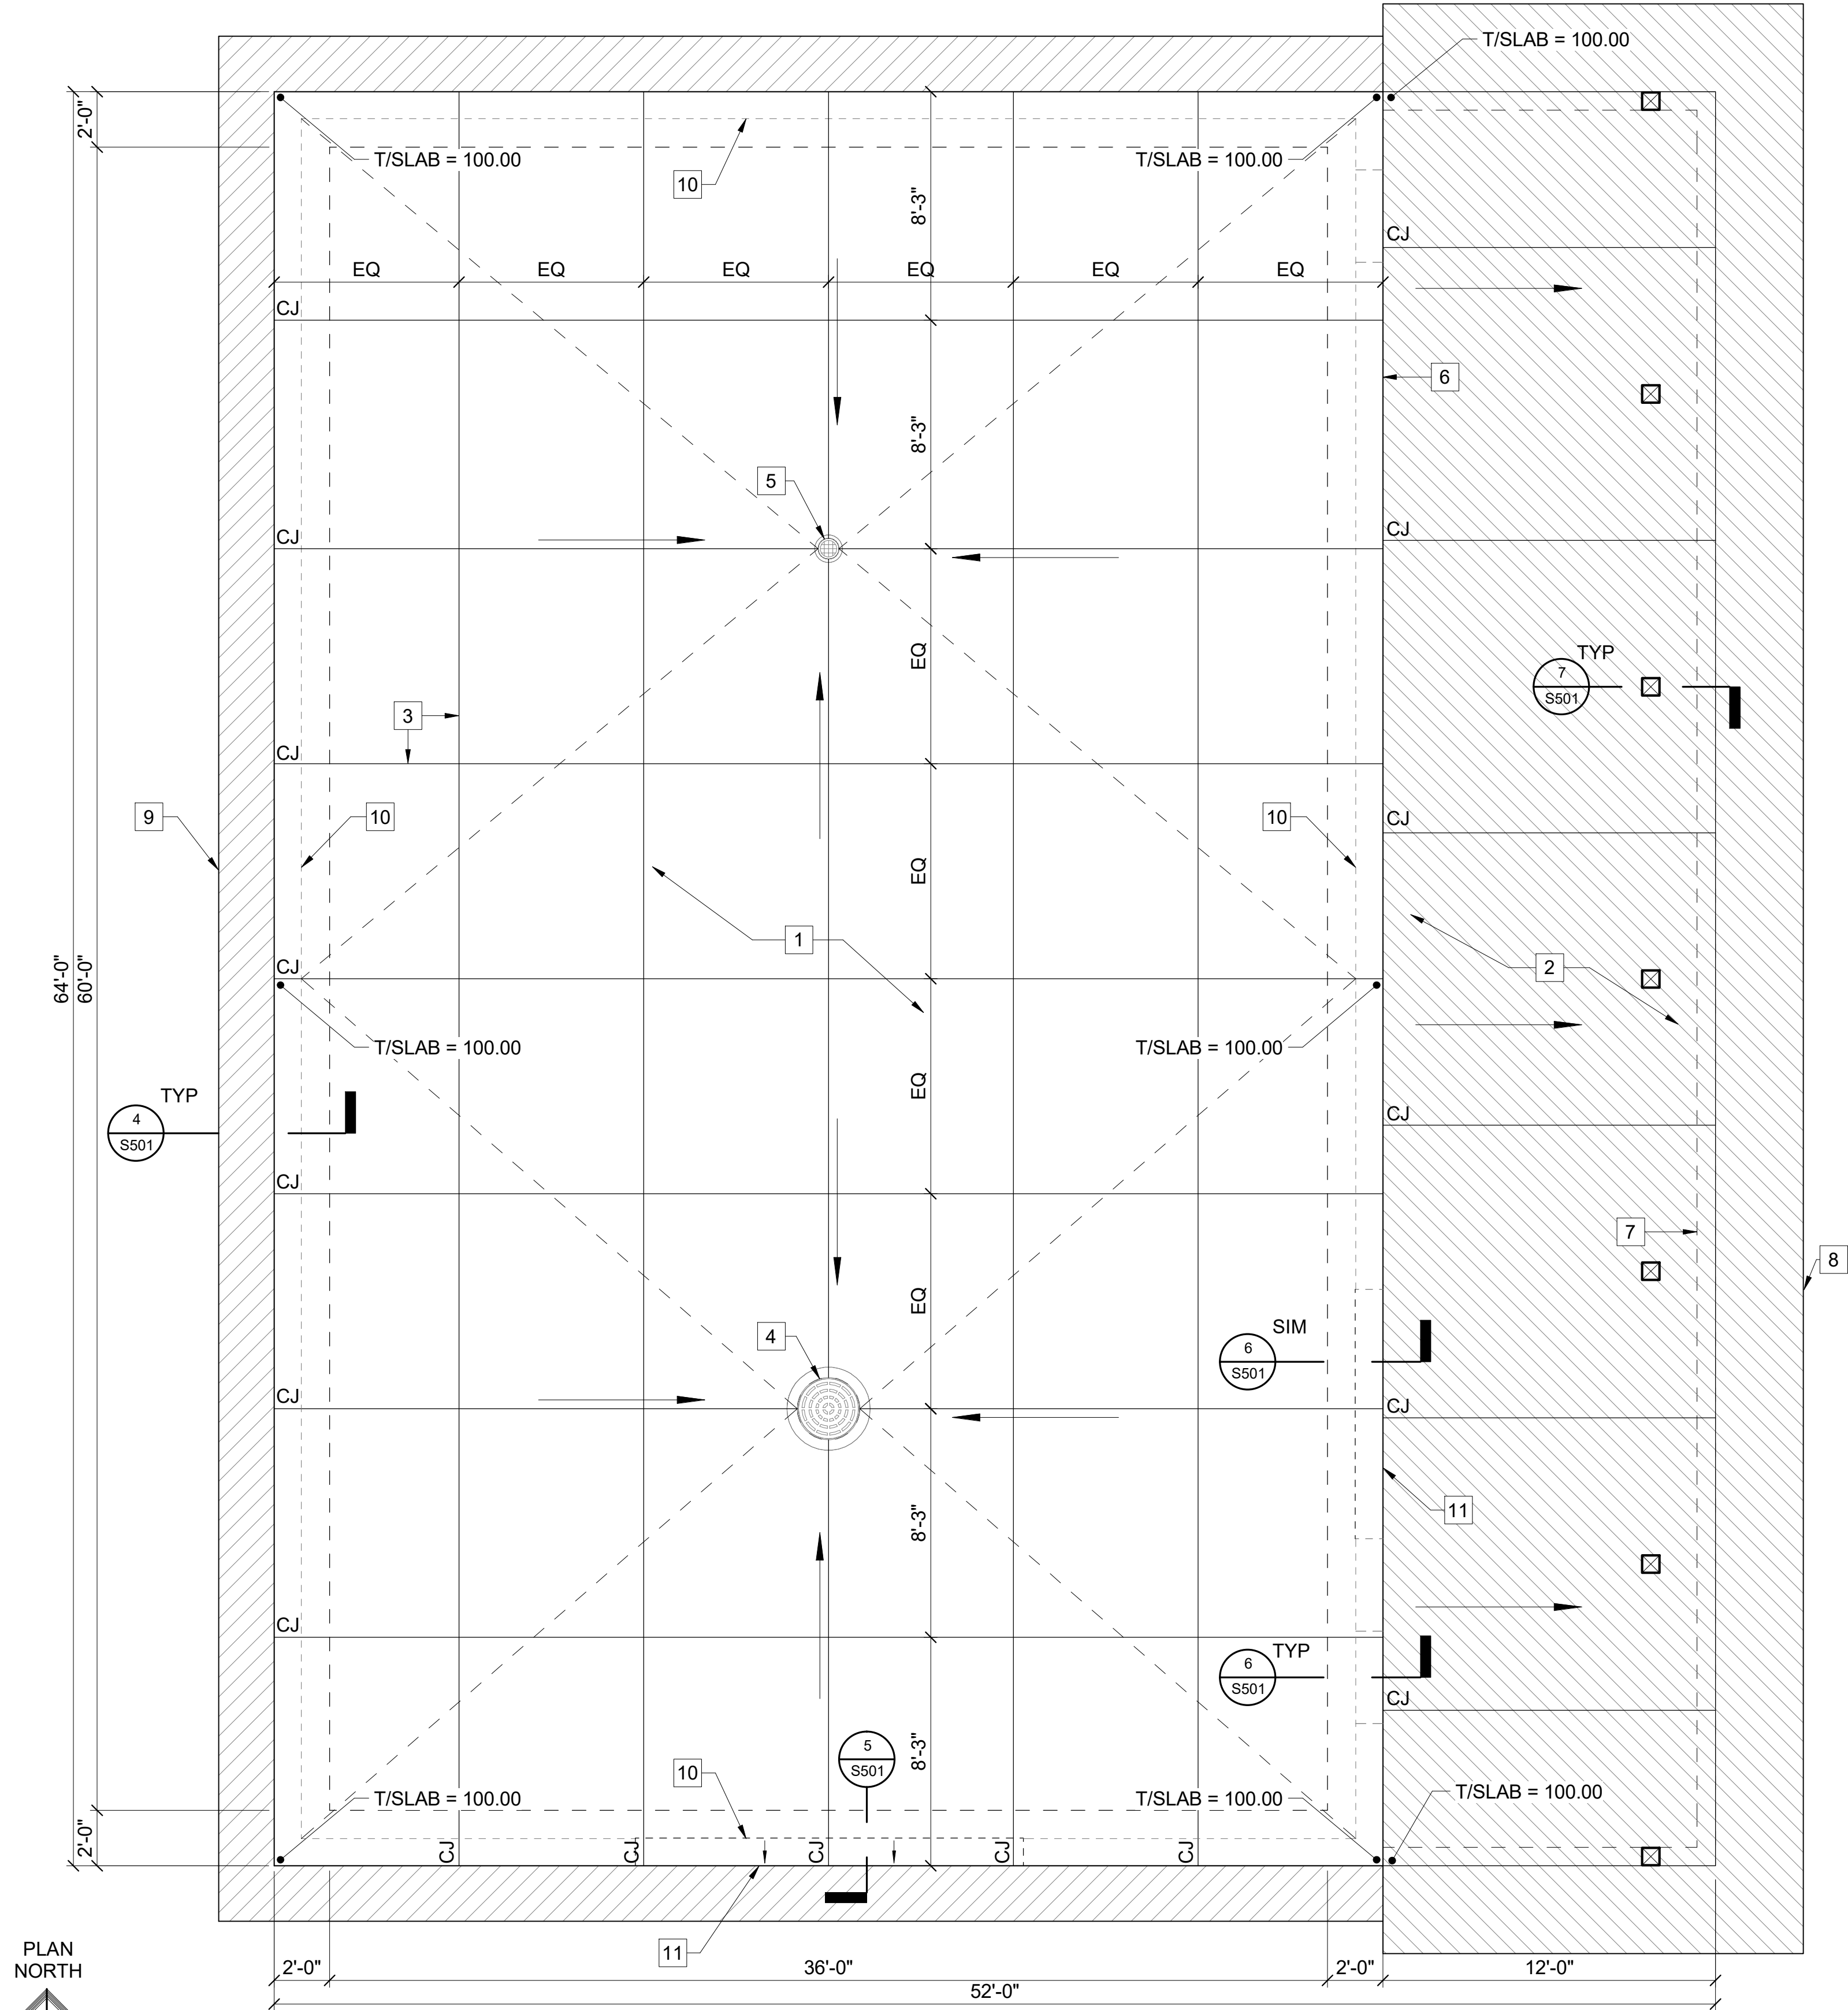 T/SLAB = 100.00
2'-0"
T/SLAB = 100.00
T/SLAB = 100.00
10
8'-3"
CJ
EQ
EQ
EQ
EQ
EQ
EQ
CJ
6
8'-3"
5
CJ
CJ
TYP
7
S501
EQ
3
CJ
9
10
10
CJ
EQ
1
2
64'-0"
60'-0"
CJ
T/SLAB = 100.00
T/SLAB = 100.00
EQ
TYP
4
S501
CJ
CJ
7
8
EQ
4
SIM
6
S501
CJ
CJ
11
8'-3"
CJ
TYP
6
S501
CJ
5
S501
8'-3"
10
T/SLAB = 100.00
T/SLAB = 100.00
T/SLAB = 100.00
2'-0"
CJ
CJ
CJ
CJ
CJ
11
PLAN
NORTH
2'-0"
36'-0"
2'-0"
12'-0"
52'-0"